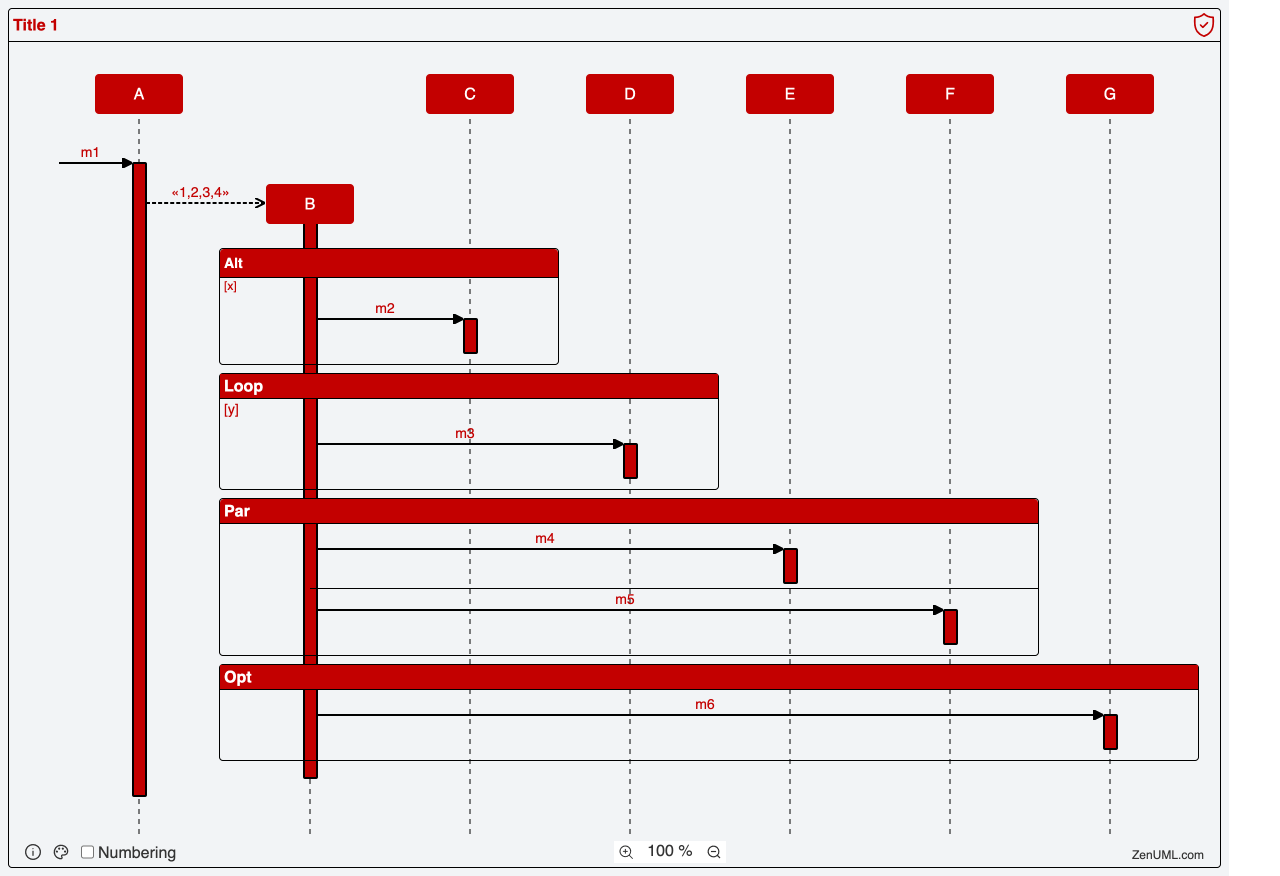 Title 1
A
C
D
E
F
G
m1
«1,2,3,4»
B
Alt
[x]
m2
Loop
[y]
m3
Par
m4
m5
Opt
m6
Numbering
100 %
ZenUML.com